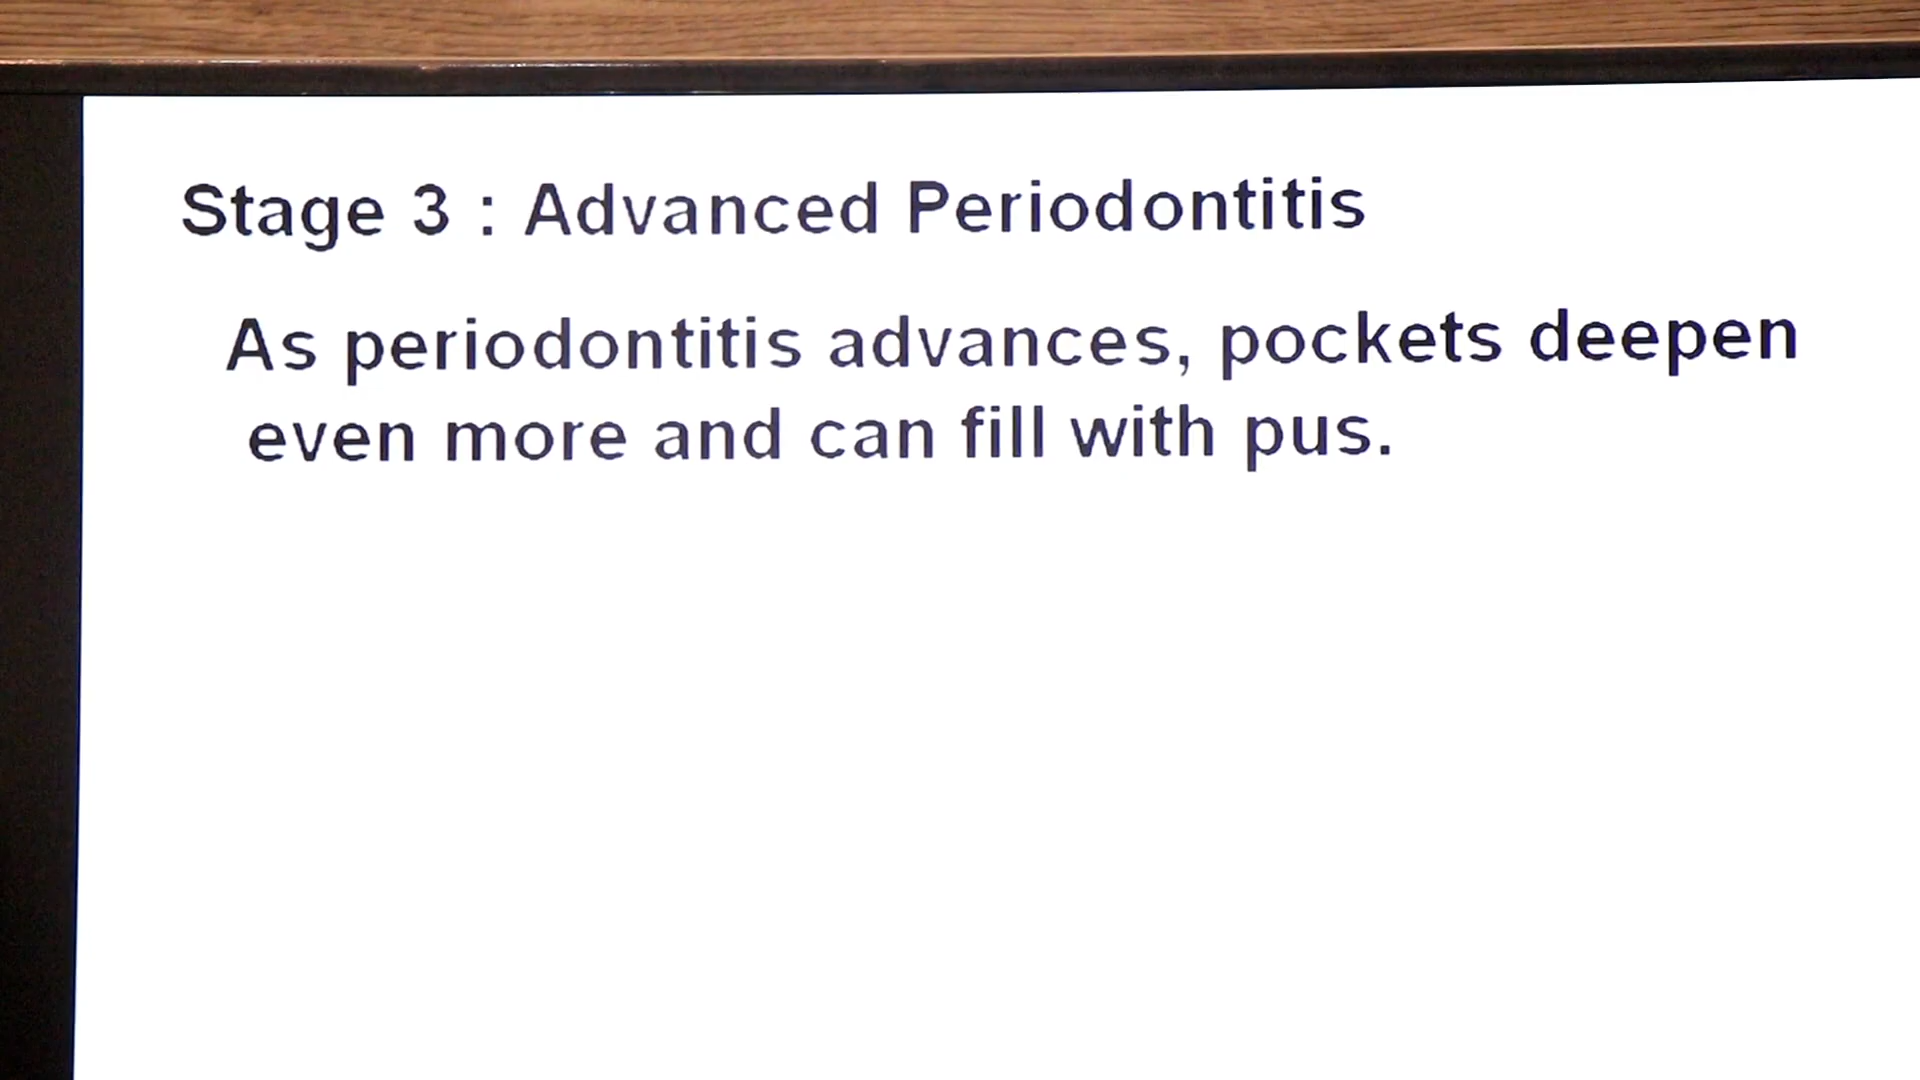 Stage 3 : Advanced Periodontitis
As periodontitis advances, pockets deepen
even more and can fill with pus.